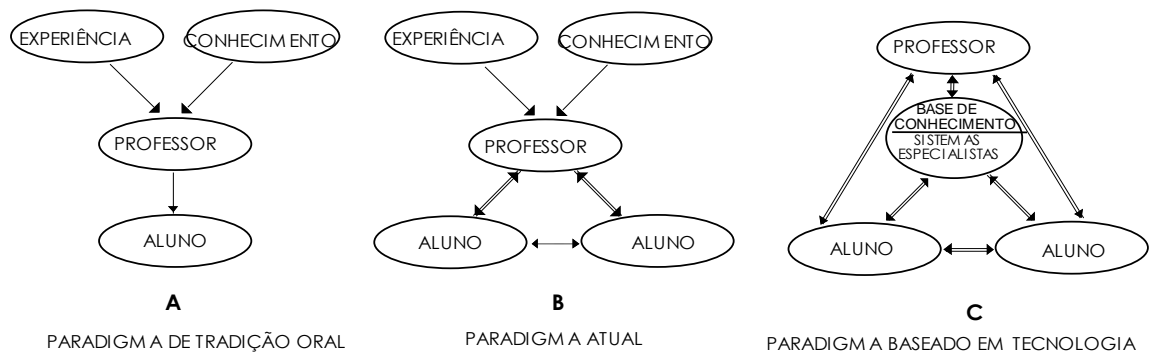 EXPERIÊNCIA
CONHECIMENTO
PROFESSOR
ALUNO
A
PARADIGMA DE TRADIÇÃO ORAL
EXPERIÊNCIA
CONHECIMENTO
PROFESSOR
ALUNO
ALUNO
B
PARADIGMA ATUAL
PROFESSOR
BASE DE
CONHECIMENTO
SISTEMAS
ESPECIALISTAS
ALUNO
ALUNO
C
PARADIGMA BASEADO EM TECNOLOGIA